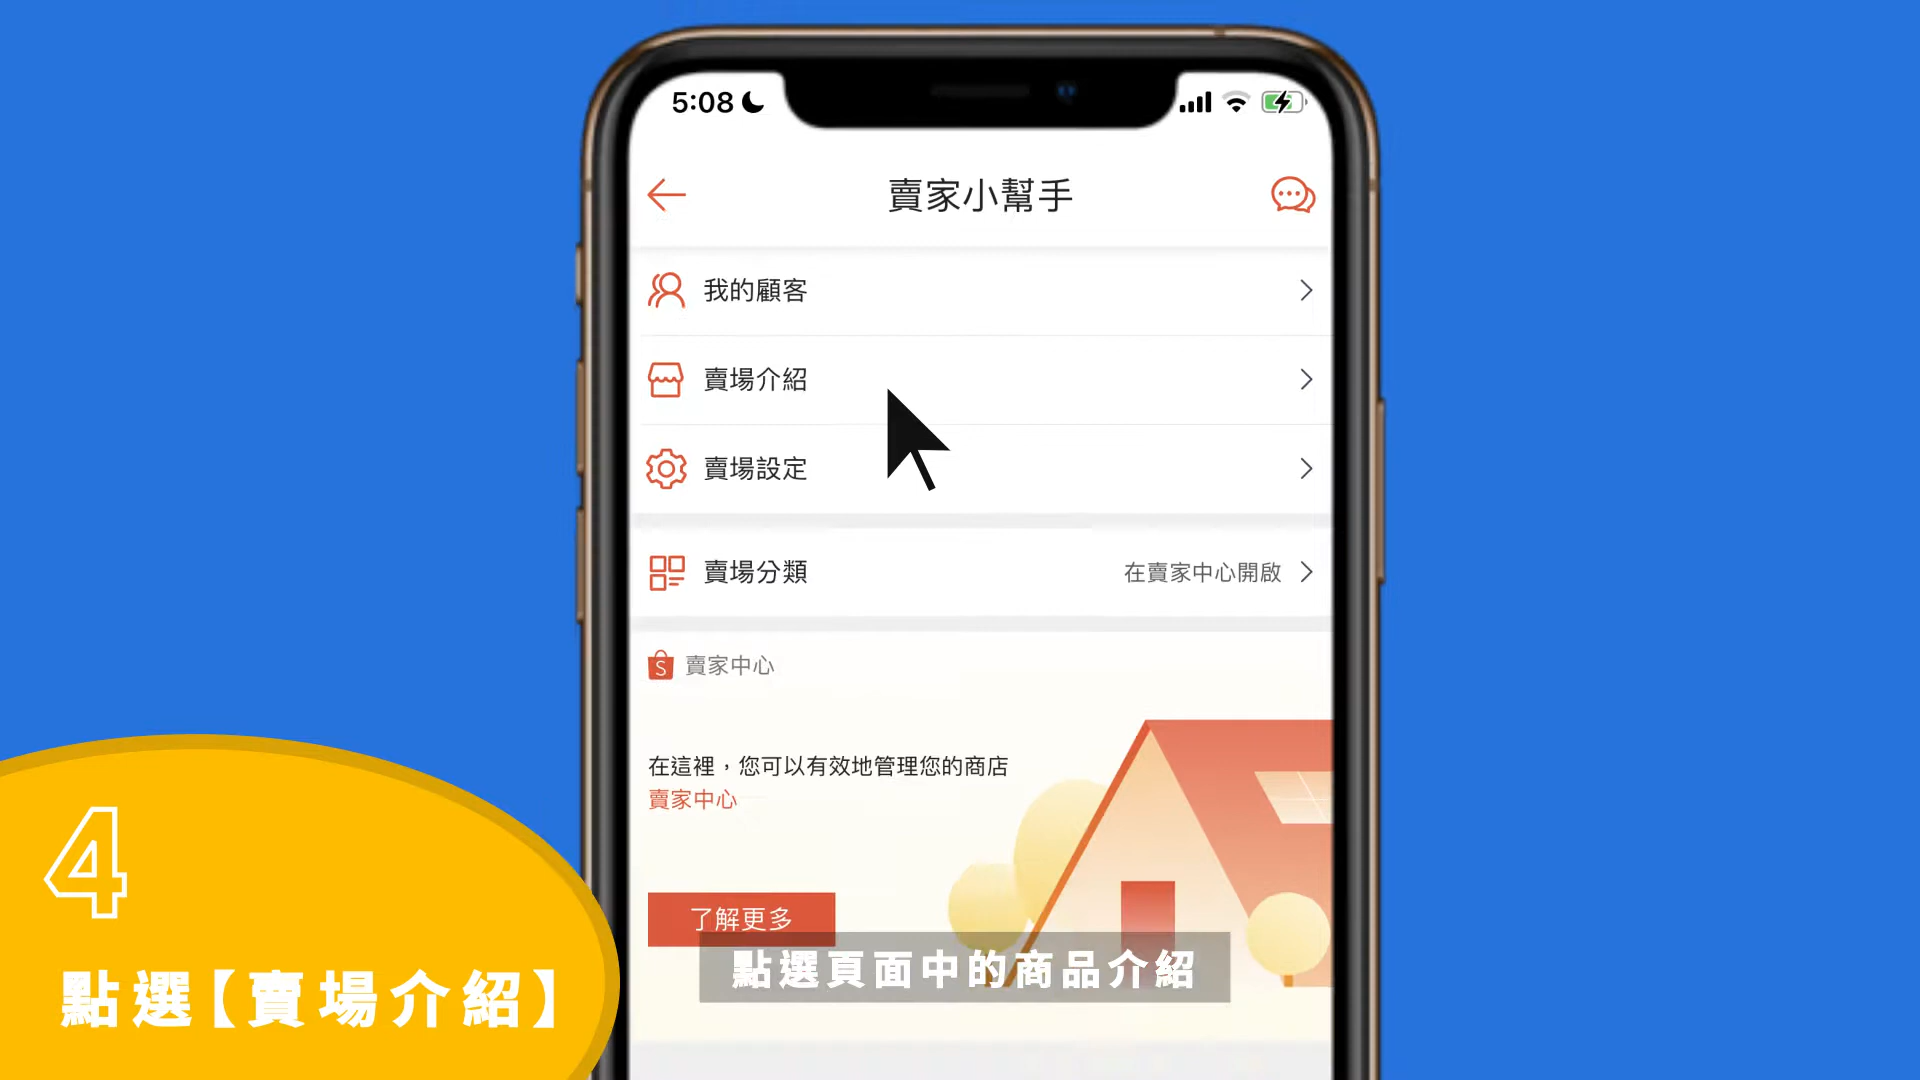 5:08
賣家小幫手
我的顧客
賣場介紹
賣場設定
賣場分類 在賣家中心開啟
S 賣家中心
在這裡，您可以有效地管理您的商店
賣家中心
了解更多
點選頁面中的商品介紹
4
點選【賣場介紹】